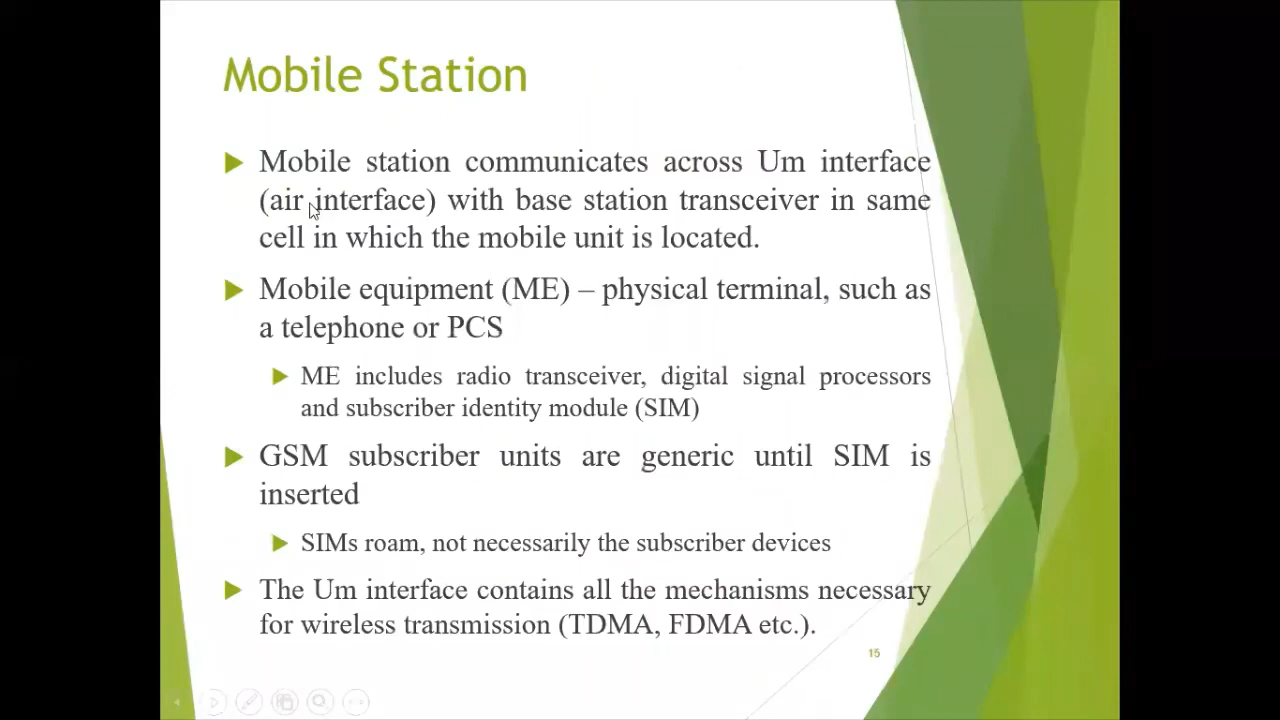 Mobile Station
Mobile station communicates across Um interface
(air interface) with base station transceiver in same
cell in which the mobile unit is located.
Mobile equipment (ME) – physical terminal, such as
a telephone or PCS
ME includes radio transceiver, digital signal processors
and subscriber identity module (SIM)
GSM subscriber units are generic until SIM is
inserted
SIMs roam, not necessarily the subscriber devices
The Um interface contains all the mechanisms necessary
for wireless transmission (TDMA, FDMA etc.).
15